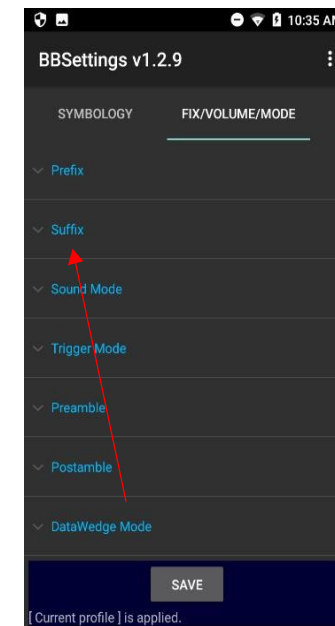 10:35 AM
BBSettings v1.2.9
SYMBOLOGY FIX/VOLUME/MODE
Prefix
Suffix
Sound Mode
Trigger Mode
Preamble
Postamble
DataWedge Mode
SAVE
[ Current profile ] is applied.